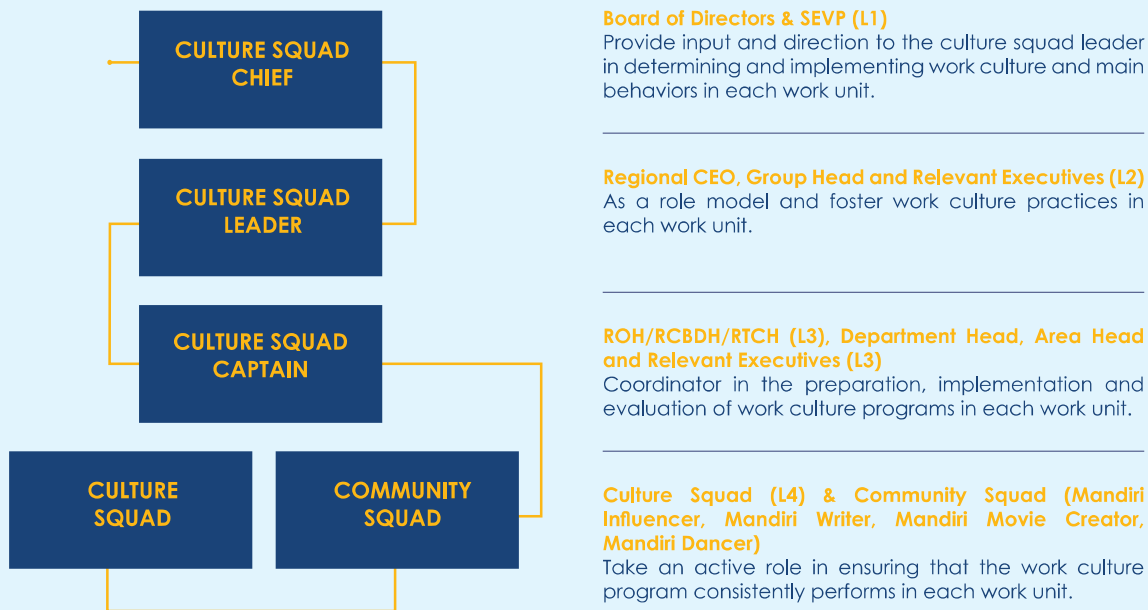 CULTURE SQUAD
CHIEF
Board of Directors & SEVP (L1)
Provide input and direction to the culture squad leader
in determining and implementing work culture and main
behaviors in each work unit.
CULTURE SQUAD
LEADER
Regional CEO, Group Head and Relevant Executives (L2)
As a role model and foster work culture practices in
each work unit.
CULTURE SQUAD
CAPTAIN
ROH/RCBDH/RTCH (L3), Department Head, Area Head
and Relevant Executives (L3)
Coordinator in the preparation, implementation and
evaluation of work culture programs in each work unit.
CULTURE
SQUAD
COMMUNITY
SQUAD
Culture Squad (L4) & Community Squad (Mandiri
Influencer, Mandiri Writer, Mandiri Movie Creator,
Mandiri Dancer)
Take an active role in ensuring that the work culture
program consistently performs in each work unit.